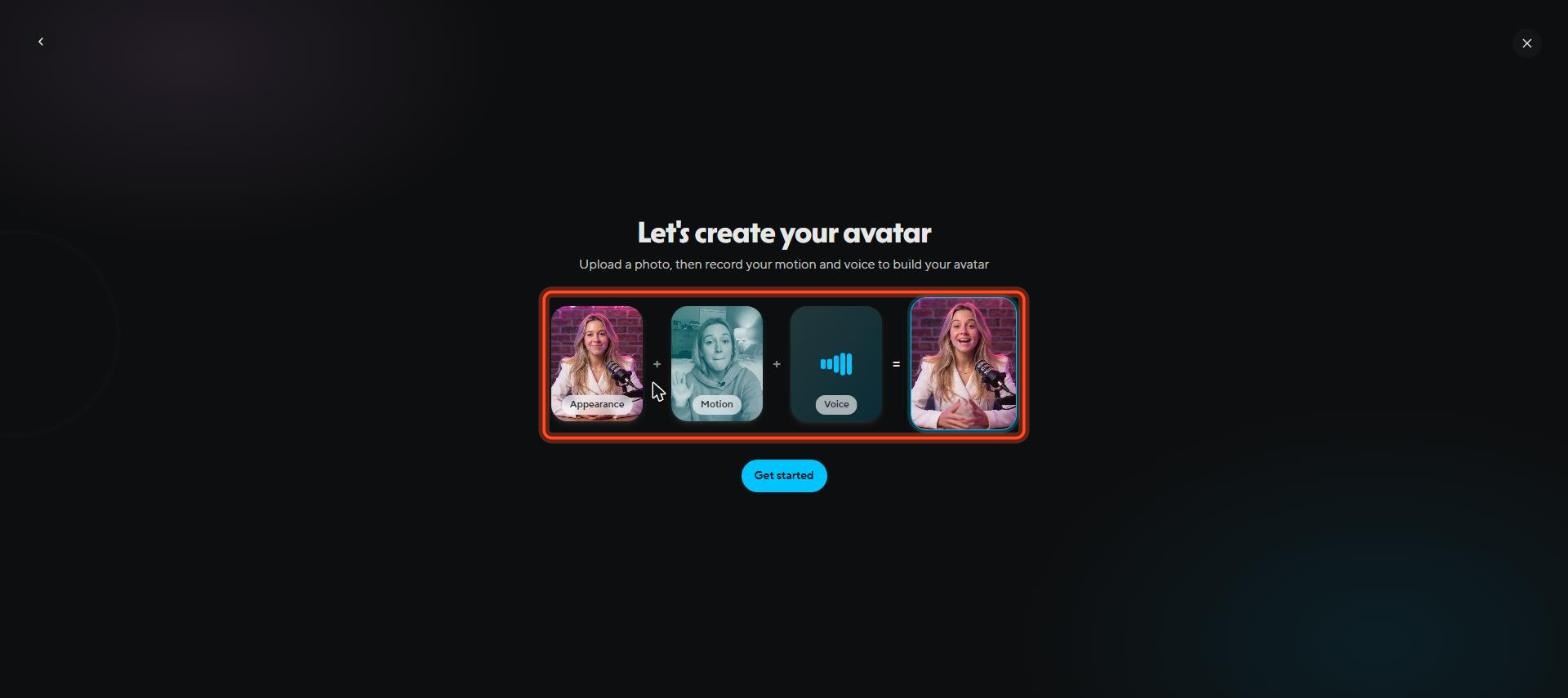 Let's create your avatar
Upload a photo, then record your motion and voice to build your avatar
Appearance + Motion + Voice =
Get started